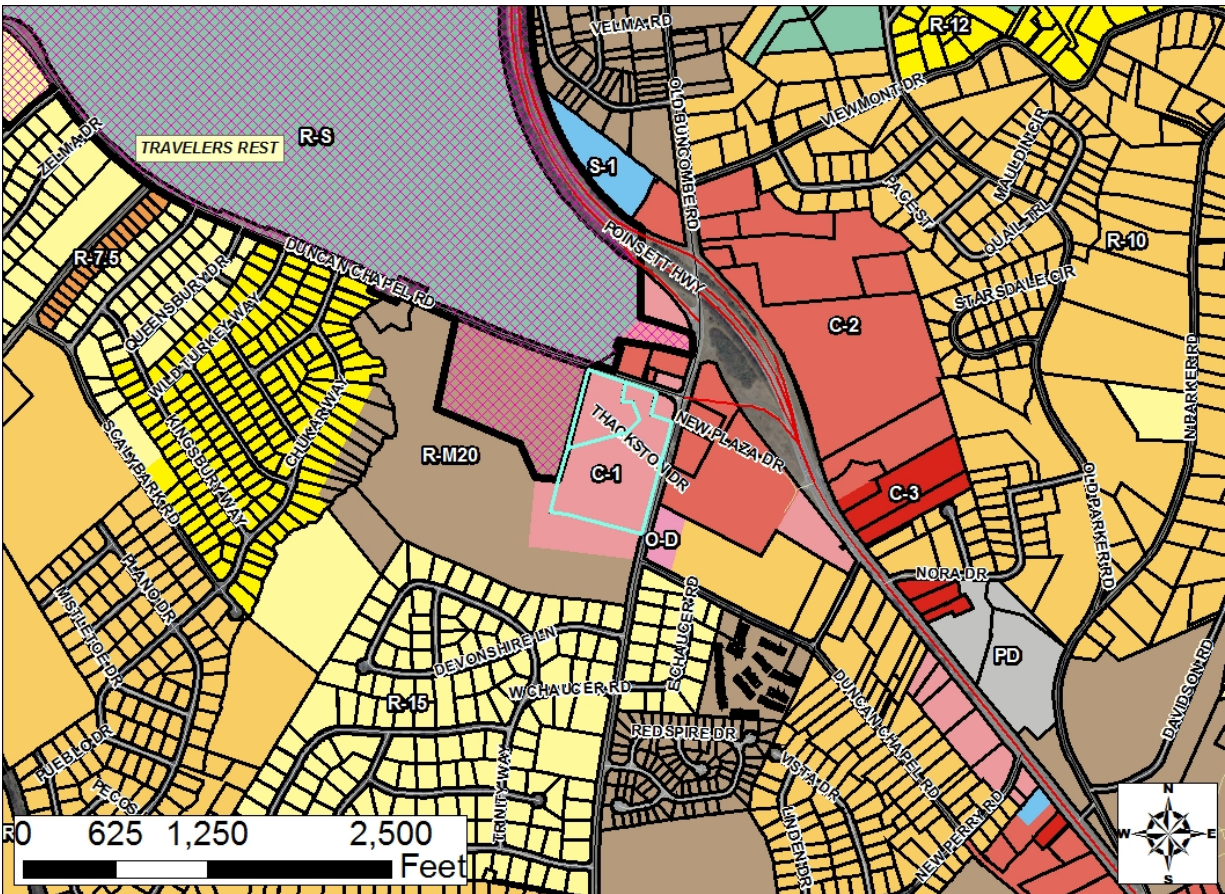 VELMA RD
R-12
OLD BUNCOMBE RD
VIEWMONT DR
ZELMA DR
TRAVELERS REST
R-S
S-1
MAULDIN CIR
PAGE ST
QUAIL TRL
R-10
R-7.5
QUEENSBURY DR
DUNCAN CHAPEL RD
POINSETT HWY
STARSDALE CIR
WILD TURKEY WAY
C-2
N PARKER RD
CHUKAR WAY
KINGSBURY WAY
SCALYBARK RD
R-M20
THACKSTON DR
NEW PLAZA DR
C-1
C-3
OLD PARKER RD
O-D
NORA DR
PLANO DR
MISTLETOE DR
E CHAUCER RD
DEVONSHIRE LN
W CHAUCER RD
PD
R-15
DUNCAN CHAPEL RD
DAVIDSON RD
PUEBLO DR
REDSPIRE DR
VISTA DR
PECOS
TRINITY WAY
LINDEN DR
NEW PERRY RD
0 625 1,250 2,500
Feet
N
W E
S